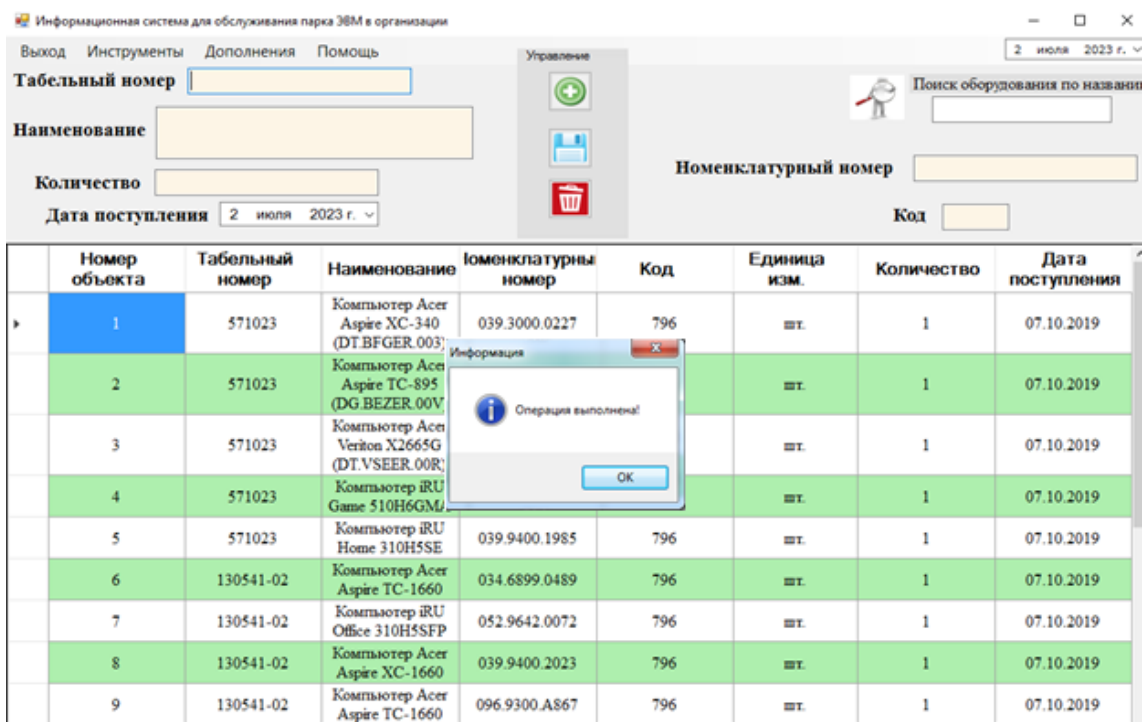 Информационная система для обслуживания парка ЭВМ в организации
Выход Инструменты Дополнения Помощь
2 июля 2023 г.
Управление
Табельный номер
Поиск оборудования по названи
Наименование
Номенклатурный номер
Количество
Дата поступления 2 июля 2023 г.
Код
Номер объекта Табельный номер Наименование оменклатурны номер Код Единица изм. Количество Дата поступления
1 571023 Компьютер Acer Aspire XC-340 (DT.BFGER.003) 039.3000.0227 796 шт. 1 07.10.2019
2 571023 Компьютер Acer Aspire TC-895 (DG.BEZER.00V) шт. 1 07.10.2019
3 571023 Компьютер Acer Veriton X2665G (DT.VSEER.00R) шт. 1 07.10.2019
4 571023 Компьютер iRU Game 510H6GMA шт. 1 07.10.2019
5 571023 Компьютер iRU Home 310H5SE 039.9400.1985 796 шт. 1 07.10.2019
6 130541-02 Компьютер Acer Aspire TC-1660 034.6899.0489 796 шт. 1 07.10.2019
7 130541-02 Компьютер iRU Office 310H5SFP 052.9642.0072 796 шт. 1 07.10.2019
8 130541-02 Компьютер Acer Aspire XC-1660 039.9400.2023 796 шт. 1 07.10.2019
9 130541-02 Компьютер Acer Aspire TC-1660 096.9300.A867 796 шт. 1 07.10.2019
Информация
Операция выполнена!
OK